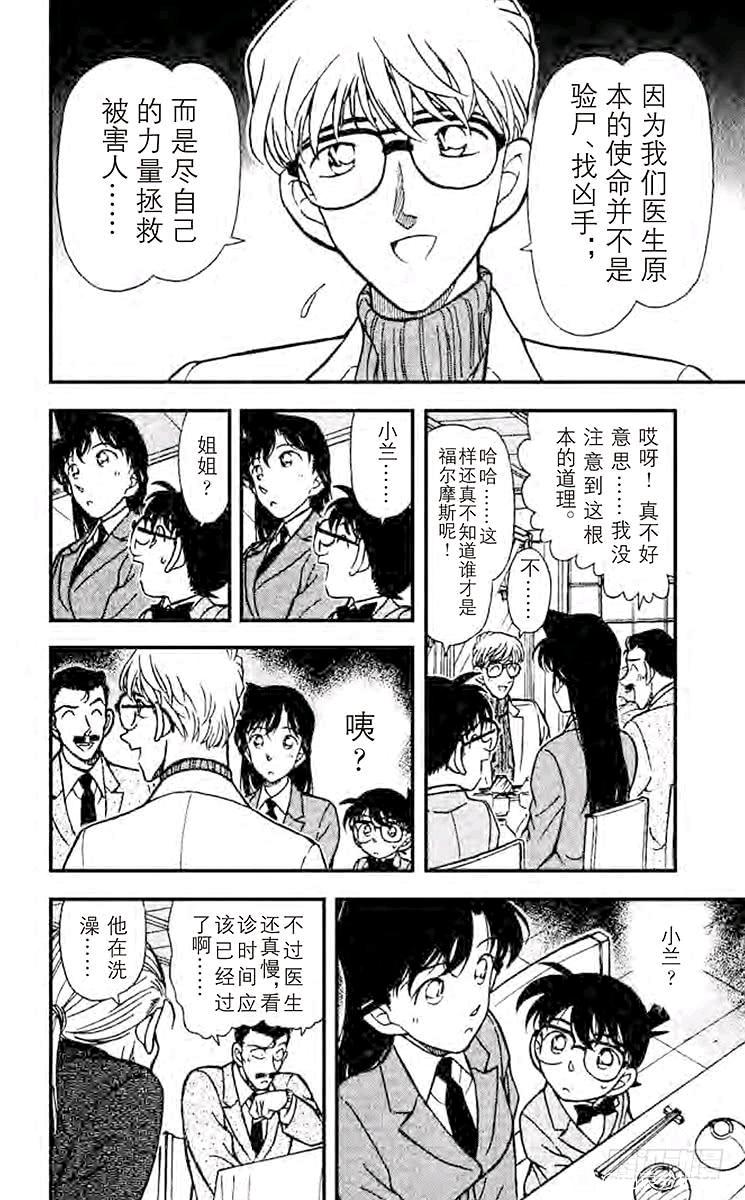 因为我们医生原
本的使命并不是
验尸、找凶手;
而是尽自己
的力量拯救
被害人……
哎呀！真不好
意思……我没
注意到这根
本的道理。
不……
哈哈……这
样还真不知道谁才是
福尔摩斯呢！
小兰……
姐姐？
咦？
小兰？
不过医生
还真慢，看
诊时间应
该已经过
了啊……
他在洗
澡……